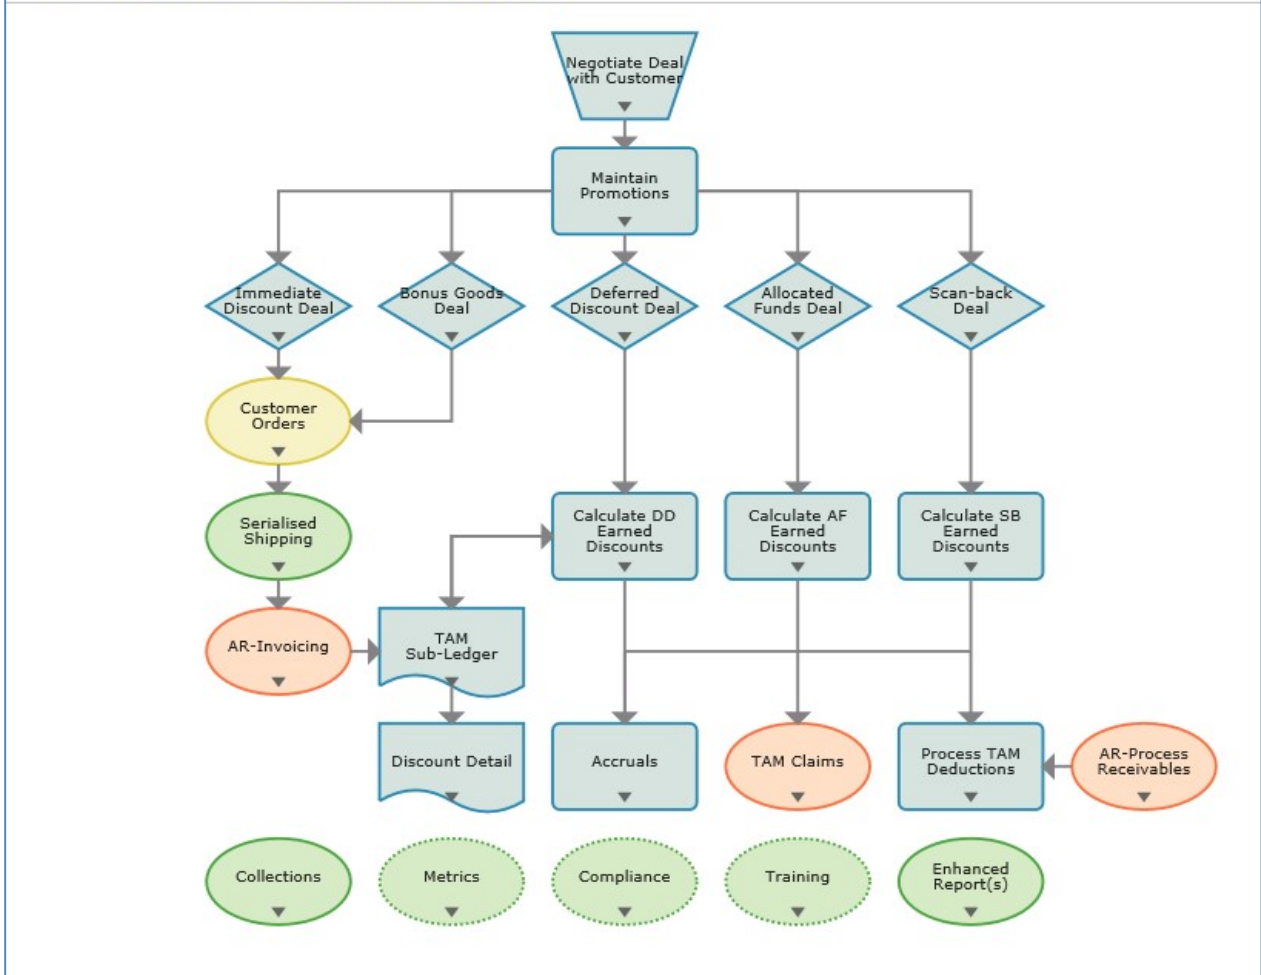 Negotiate Deal
with Customer
Maintain
Promotions
Immediate
Discount Deal
Bonus Goods
Deal
Deferred
Discount Deal
Allocated
Funds Deal
Scan-back
Deal
Customer
Orders
Serialised
Shipping
Calculate DD
Earned
Discounts
Calculate AF
Earned
Discounts
Calculate SB
Earned
Discounts
AR-Invoicing
TAM
Sub-Ledger
Discount Detail
Accruals
TAM Claims
Process TAM
Deductions
AR-Process
Receivables
Collections
Metrics
Compliance
Training
Enhanced
Report(s)